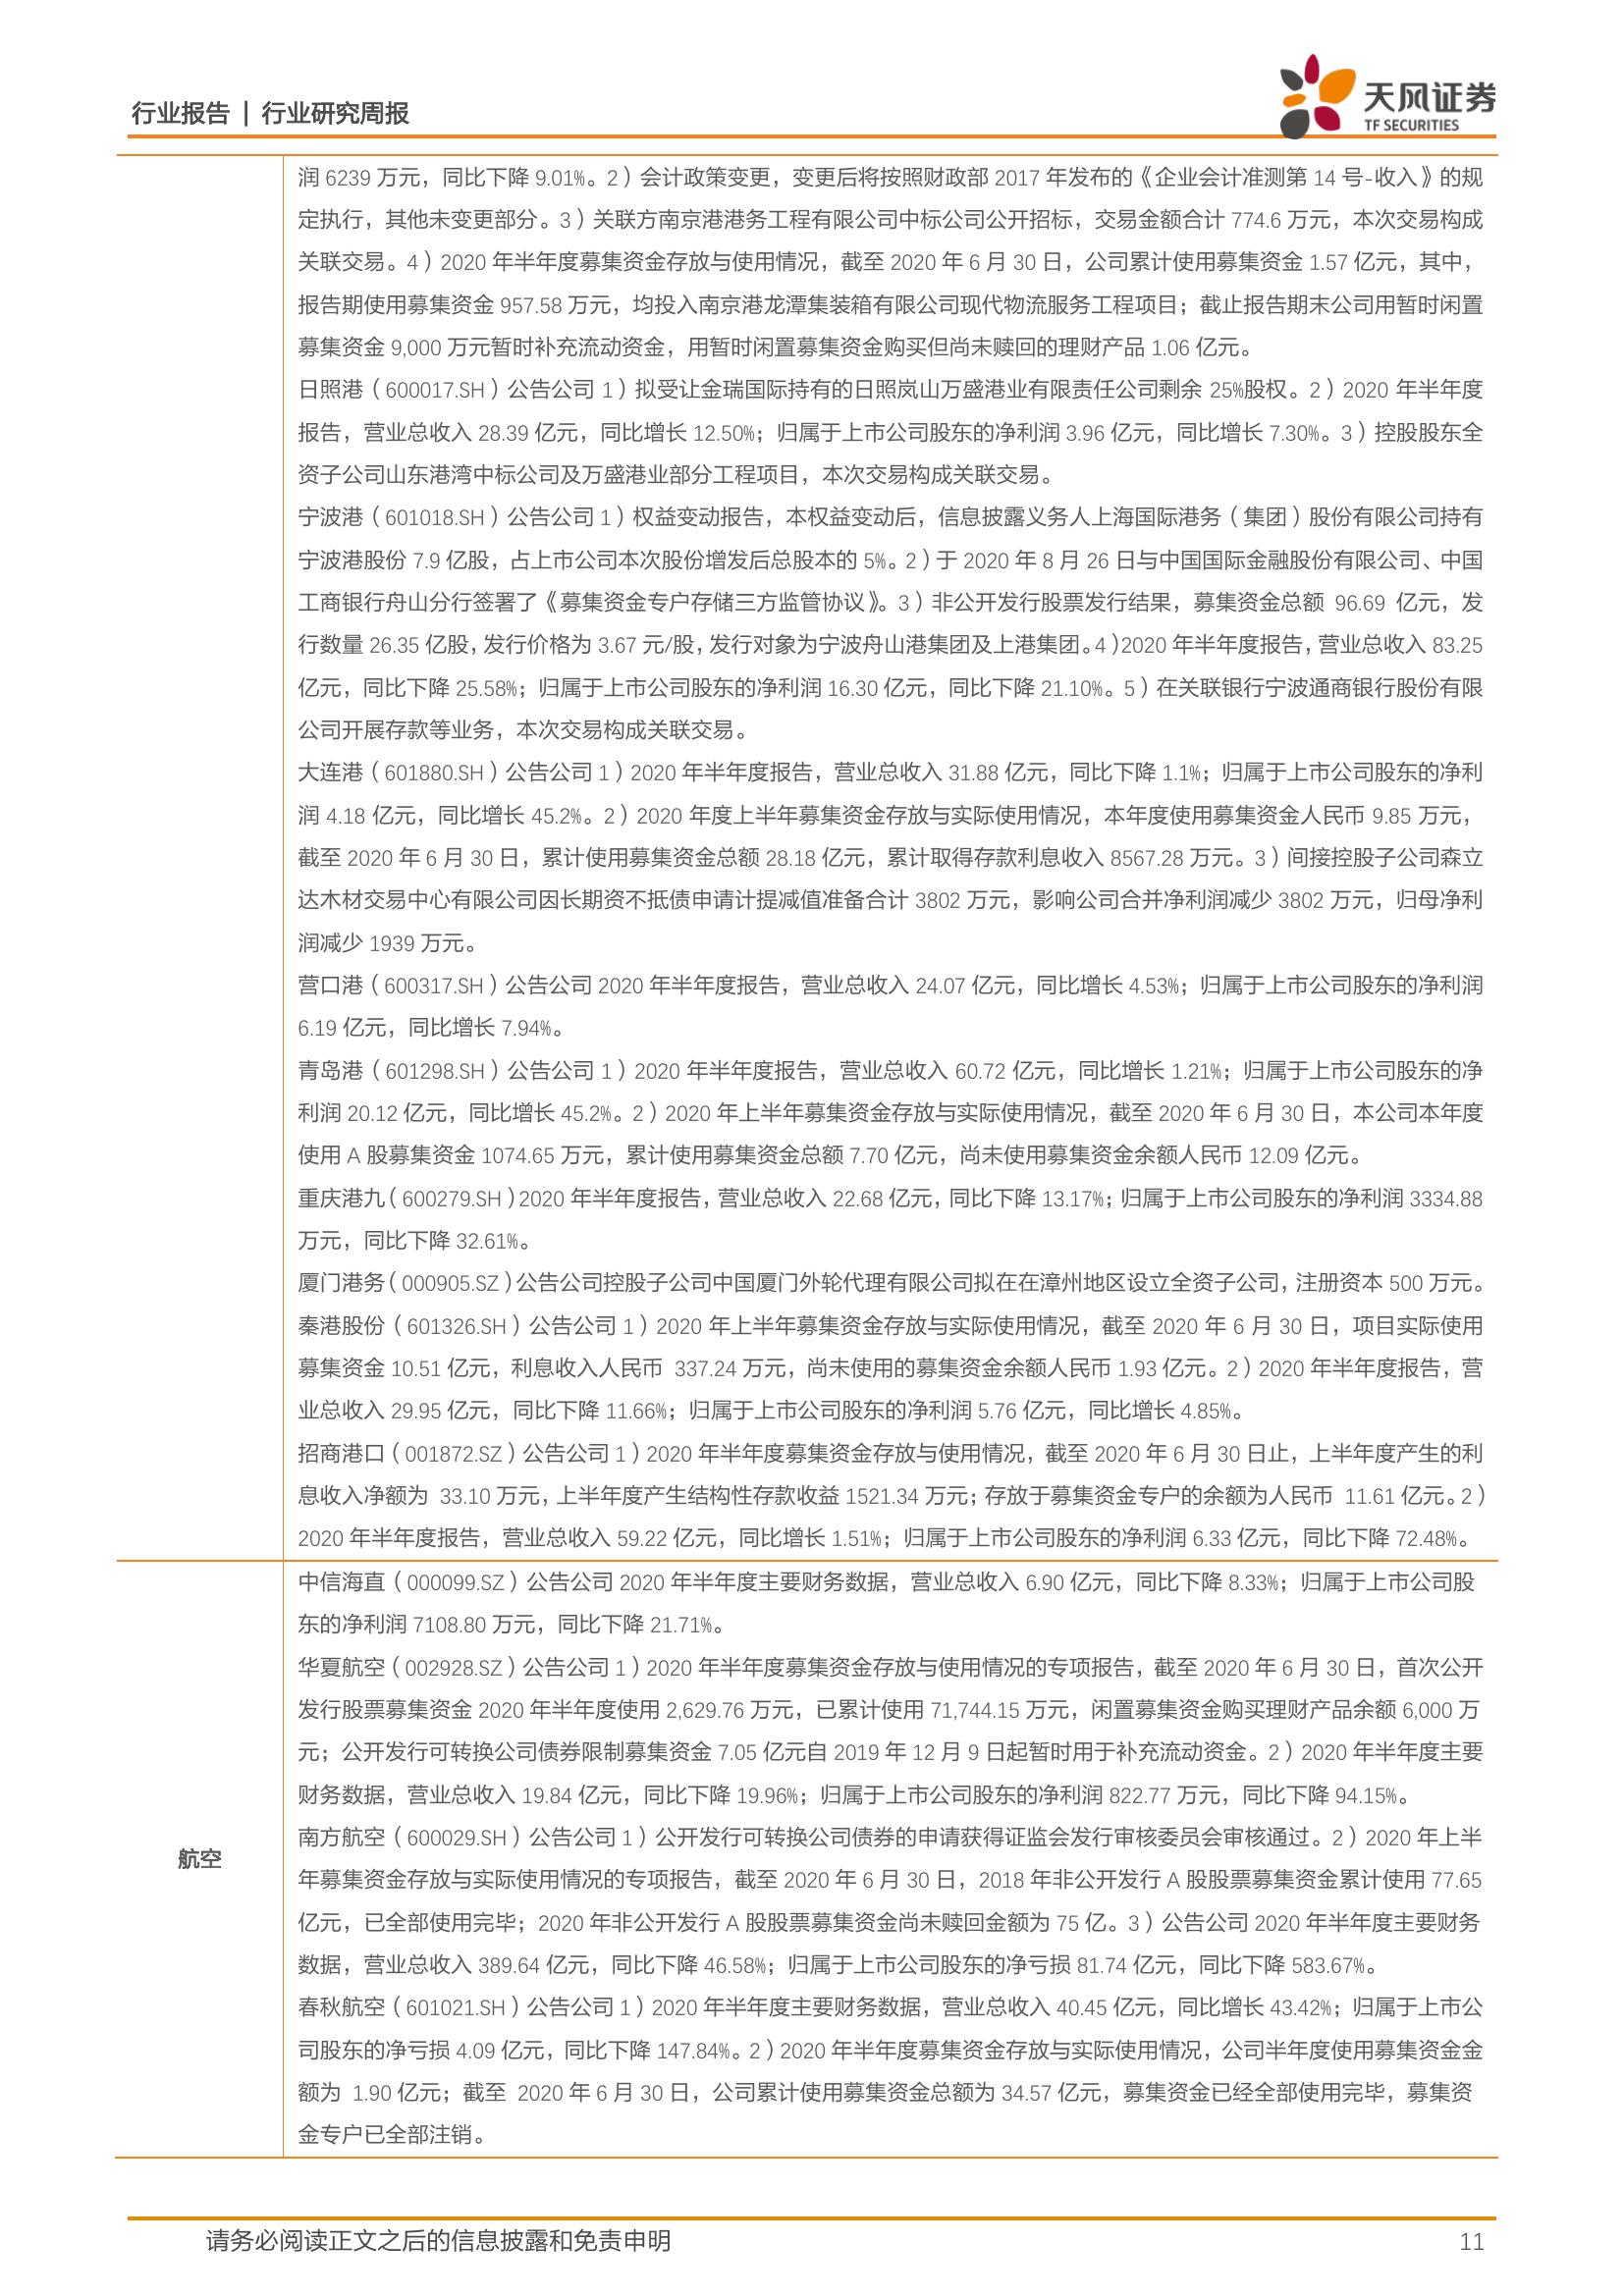 行业报告 | 行业研究周报
天风证券
TF SECURITIES
润 6239 万元，同比下降 9.01%。2）会计政策变更，变更后将按照财政部 2017 年发布的《企业会计准测第 14 号-收入》的规
定执行，其他未变更部分。3）关联方南京港港务工程有限公司中标公司公开招标，交易金额合计 774.6 万元，本次交易构成
关联交易。4）2020 年半年度募集资金存放与使用情况，截至 2020 年 6 月 30 日，公司累计使用募集资金 1.57 亿元，其中，
报告期使用募集资金 957.58 万元，均投入南京港龙潭集装箱有限公司现代物流服务工程项目；截止报告期末公司用暂时闲置
募集资金 9,000 万元暂时补充流动资金，用暂时闲置募集资金购买但尚未赎回的理财产品 1.06 亿元。
日照港（600017.SH）公告公司 1）拟受让金瑞国际持有的日照岚山万盛港业有限责任公司剩余 25%股权。2）2020 年半年度
报告，营业总收入 28.39 亿元，同比增长 12.50%；归属于上市公司股东的净利润 3.96 亿元，同比增长 7.30%。3）控股股东全
资子公司山东港湾中标公司及万盛港业部分工程项目，本次交易构成关联交易。
宁波港（601018.SH）公告公司 1）权益变动报告，本权益变动后，信息披露义务人上海国际港务（集团）股份有限公司持有
宁波港股份 7.9 亿股，占上市公司本次股份增发后总股本的 5%。2）于 2020 年 8 月 26 日与中国国际金融股份有限公司、中国
工商银行舟山分行签署了《募集资金专户存储三方监管协议》。3）非公开发行股票发行结果，募集资金总额 96.69 亿元，发
行数量 26.35 亿股，发行价格为 3.67 元/股，发行对象为宁波舟山港集团及上港集团。4）2020 年半年度报告，营业总收入 83.25
亿元，同比下降 25.58%；归属于上市公司股东的净利润 16.30 亿元，同比下降 21.10%。5）在关联银行宁波通商银行股份有限
公司开展存款等业务，本次交易构成关联交易。
大连港（601880.SH）公告公司 1）2020 年半年度报告，营业总收入 31.88 亿元，同比下降 1.1%；归属于上市公司股东的净利
润 4.18 亿元，同比增长 45.2%。2）2020 年度上半年募集资金存放与实际使用情况，本年度使用募集资金人民币 9.85 万元，
截至 2020 年 6 月 30 日，累计使用募集资金总额 28.18 亿元，累计取得存款利息收入 8567.28 万元。3）间接控股子公司森立
达木材交易中心有限公司因长期资不抵债申请计提减值准备合计 3802 万元，影响公司合并净利润减少 3802 万元，归母净利
润减少 1939 万元。
营口港（600317.SH）公告公司 2020 年半年度报告，营业总收入 24.07 亿元，同比增长 4.53%；归属于上市公司股东的净利润
6.19 亿元，同比增长 7.94%。
青岛港（601298.SH）公告公司 1）2020 年半年度报告，营业总收入 60.72 亿元，同比增长 1.21%；归属于上市公司股东的净
利润 20.12 亿元，同比增长 45.2%。2）2020 年上半年募集资金存放与实际使用情况，截至 2020 年 6 月 30 日，本公司本年度
使用 A 股募集资金 1074.65 万元，累计使用募集资金总额 7.70 亿元，尚未使用募集资金余额人民币 12.09 亿元。
重庆港九（600279.SH）2020 年半年度报告，营业总收入 22.68 亿元，同比下降 13.17%；归属于上市公司股东的净利润 3334.88
万元，同比下降 32.61%。
厦门港务（000905.SZ）公告公司控股子公司中国厦门外轮代理有限公司拟在在漳州地区设立全资子公司，注册资本 500 万元。
秦港股份（601326.SH）公告公司 1）2020 年上半年募集资金存放与实际使用情况，截至 2020 年 6 月 30 日，项目实际使用
募集资金 10.51 亿元，利息收入人民币 337.24 万元，尚未使用的募集资金余额人民币 1.93 亿元。2）2020 年半年度报告，营
业总收入 29.95 亿元，同比下降 11.66%；归属于上市公司股东的净利润 5.76 亿元，同比增长 4.85%。
招商港口（001872.SZ）公告公司 1）2020 年半年度募集资金存放与使用情况，截至 2020 年 6 月 30 日止，上半年度产生的利
息收入净额为 33.10 万元，上半年度产生结构性存款收益 1521.34 万元；存放于募集资金专户的余额为人民币 11.61 亿元。2）
2020 年半年度报告，营业总收入 59.22 亿元，同比增长 1.51%；归属于上市公司股东的净利润 6.33 亿元，同比下降 72.48%。
航空
中信海直（000099.SZ）公告公司 2020 年半年度主要财务数据，营业总收入 6.90 亿元，同比下降 8.33%；归属于上市公司股
东的净利润 7108.80 万元，同比下降 21.71%。
华夏航空（002928.SZ）公告公司 1）2020 年半年度募集资金存放与使用情况的专项报告，截至 2020 年 6 月 30 日，首次公开
发行股票募集资金 2020 年半年度使用 2,629.76 万元，已累计使用 71,744.15 万元，闲置募集资金购买理财产品余额 6,000 万
元；公开发行可转换公司债券限制募集资金 7.05 亿元自 2019 年 12 月 9 日起暂时用于补充流动资金。2）2020 年半年度主要
财务数据，营业总收入 19.84 亿元，同比下降 19.96%；归属于上市公司股东的净利润 822.77 万元，同比下降 94.15%。
南方航空（600029.SH）公告公司 1）公开发行可转换公司债券的申请获得证监会发行审核委员会审核通过。2）2020 年上半
年募集资金存放与实际使用情况的专项报告，截至 2020 年 6 月 30 日，2018 年非公开发行 A 股股票募集资金累计使用 77.65
亿元，已全部使用完毕；2020 年非公开发行 A 股股票募集资金尚未赎回金额为 75 亿。3）公告公司 2020 年半年度主要财务
数据，营业总收入 389.64 亿元，同比下降 46.58%；归属于上市公司股东的净亏损 81.74 亿元，同比下降 583.67%。
春秋航空（601021.SH）公告公司 1）2020 年半年度主要财务数据，营业总收入 40.45 亿元，同比增长 43.42%；归属于上市公
司股东的净亏损 4.09 亿元，同比下降 147.84%。2）2020 年半年度募集资金存放与实际使用情况，公司半年度使用募集资金金
额为 1.90 亿元；截至 2020 年 6 月 30 日，公司累计使用募集资金总额为 34.57 亿元，募集资金已经全部使用完毕，募集资
金专户已全部注销。
请务必阅读正文之后的信息披露和免责申明
11